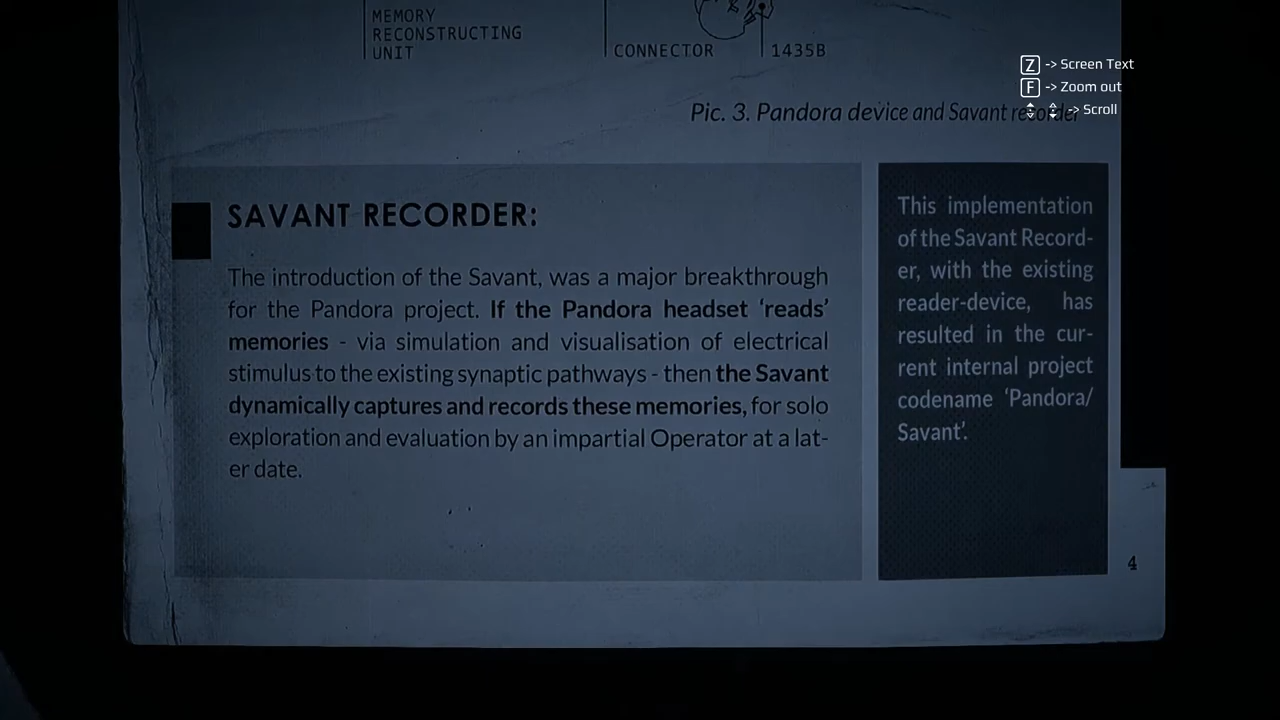 MEMORY
RECONSTRUCTING
UNIT
CONNECTOR
1435B
Z -> Screen Text
F -> Zoom out
-> Scroll
Pic. 3. Pandora device and Savant recorder
SAVANT RECORDER:
The introduction of the Savant, was a major breakthrough
for the Pandora project. If the Pandora headset ‘reads’
memories - via simulation and visualisation of electrical
stimulus to the existing synaptic pathways - then the Savant
dynamically captures and records these memories, for solo
exploration and evaluation by an impartial Operator at a lat-
er date.
This implementation
of the Savant Record-
er, with the existing
reader-device, has
resulted in the cur-
rent internal project
codename ‘Pandora/
Savant’.
4